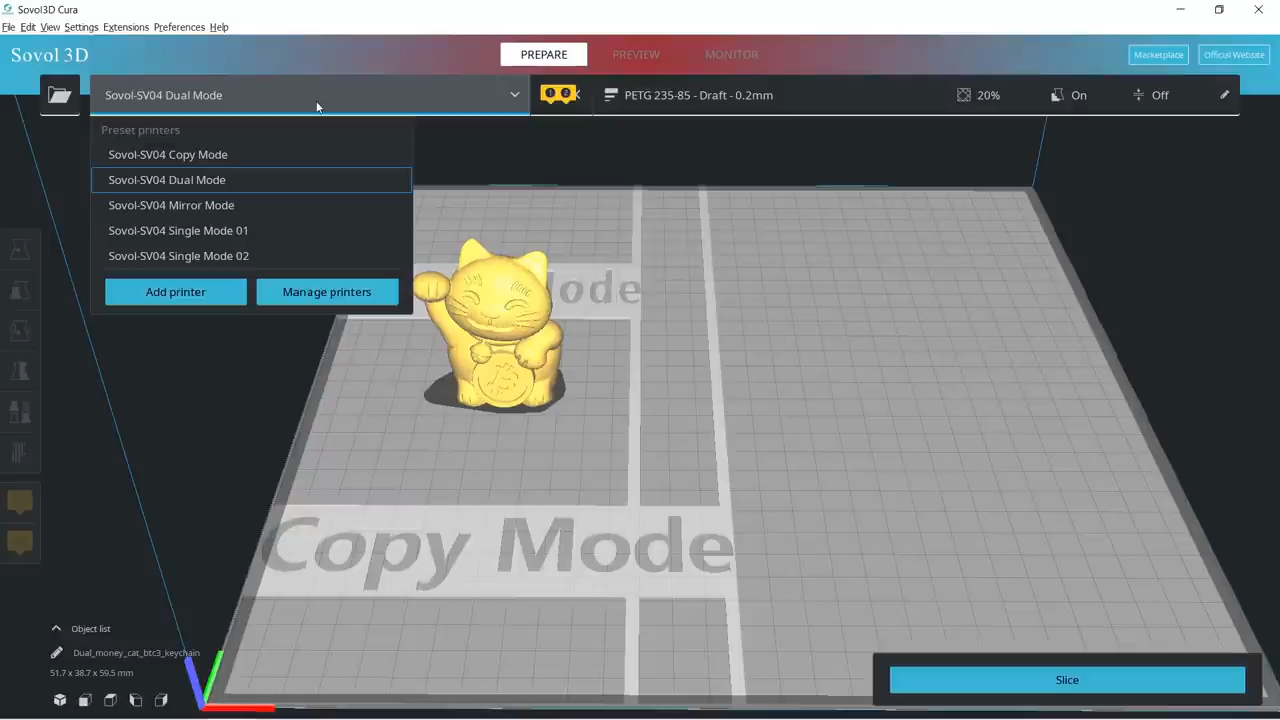 Sovol3D Cura
File Edit View Settings Extensions Preferences Help
Sovol 3D
PREPARE
PREVIEW
MONITOR
Marketplace
Official Website
Sovol-SV04 Dual Mode
1 2
PETG 235-85 - Draft - 0.2mm
20%
On
Off
Preset printers
Sovol-SV04 Copy Mode
Sovol-SV04 Dual Mode
Sovol-SV04 Mirror Mode
Sovol-SV04 Single Mode 01
Sovol-SV04 Single Mode 02
Add printer
Manage printers
ode
Copy Mode
Object list
Dual_money_cat_btc3_keychain
51.7 x 38.7 x 59.5 mm
Slice